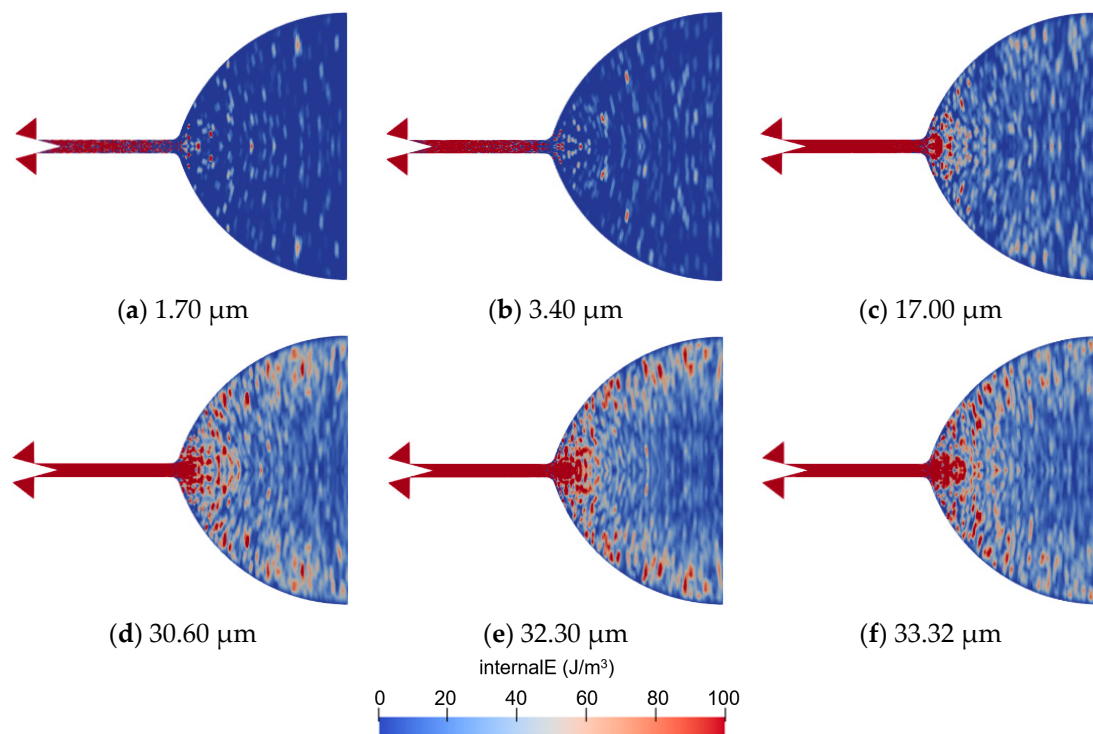 (a) 1.70 µm
(b) 3.40 µm
(c) 17.00 µm
(d) 30.60 µm
(e) 32.30 µm
(f) 33.32 µm
internalE (J/m³)
0 20 40 60 80 100